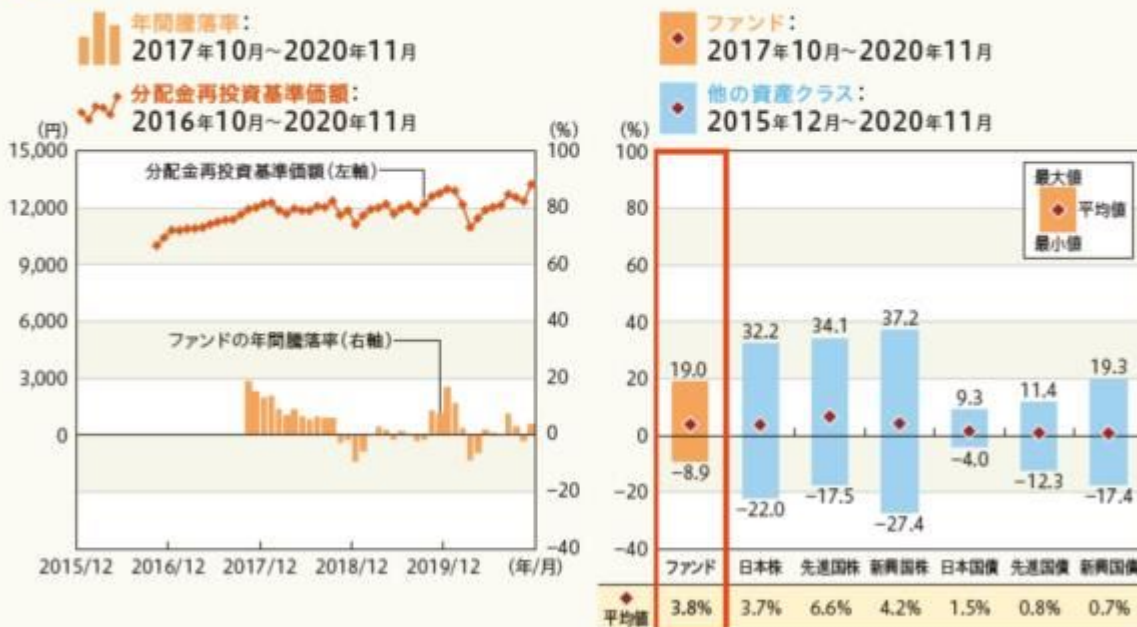 年間騰落率：
2017年10月～2020年11月
分配金再投資基準価額：
2016年10月～2020年11月
ファンド：
2017年10月～2020年11月
他の資産クラス：
2015年12月～2020年11月
(円)
(%)
15,000
100
分配金再投資基準価額(左軸)
12,000
80
9,000
60
6,000
40
ファンドの年間騰落率(右軸)
3,000
20
0
0
−20
−40
2015/12 2016/12 2017/12 2018/12 2019/12 (年/月)
(%)
100
最大値
平均値
最小値
80
60
40
32.2 34.1 37.2
20
19.0 9.3 11.4 19.3
0
−8.9 −4.0 −12.3 −17.4
−20
−22.0 −17.5 −27.4
−40
ファンド 日本株 先進国株 新興国株 日本国債 先進国債 新興国債
平均値 3.8% 3.7% 6.6% 4.2% 1.5% 0.8% 0.7%